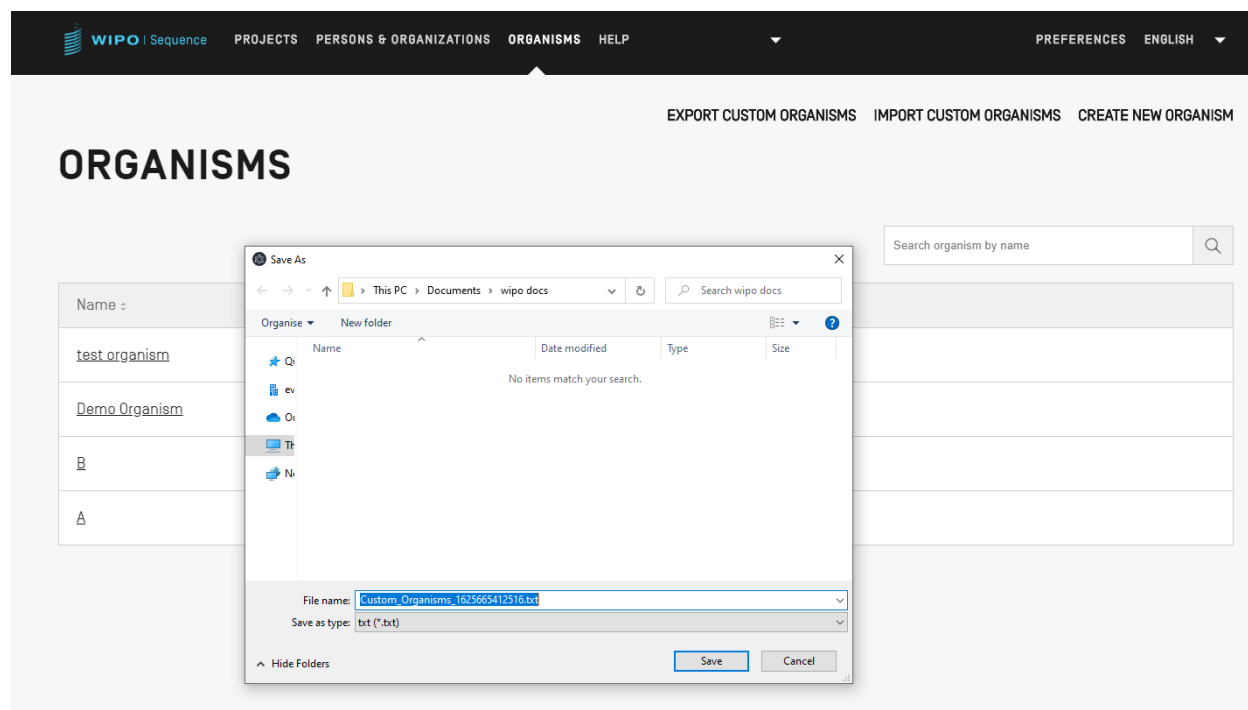 WIPO | Sequence PROJECTS PERSONS & ORGANIZATIONS ORGANISMS HELP PREFERENCES ENGLISH
EXPORT CUSTOM ORGANISMS IMPORT CUSTOM ORGANISMS CREATE NEW ORGANISM
ORGANISMS
Search organism by name
Name
test organism
Demo Organism
B
A
Save As
This PC › Documents › wipo docs
Search wipo docs
Organise New folder
Name Date modified Type Size
No items match your search.
File name: Custom_Organisms_1625665412516.txt
Save as type: txt (*.txt)
Hide Folders Save Cancel